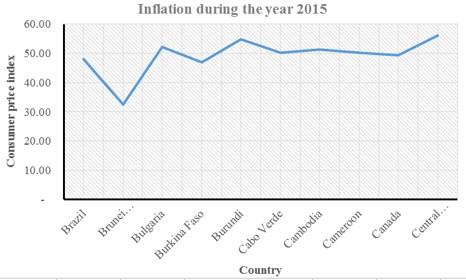 Inflation during the year 2015
Consumer price index
60.00
50.00
40.00
30.00
20.00
10.00
-
Brazil
Brunei…
Bulgaria
Burkina Faso
Burundi
Cabo Verde
Cambodia
Cameroon
Canada
Central…
Country